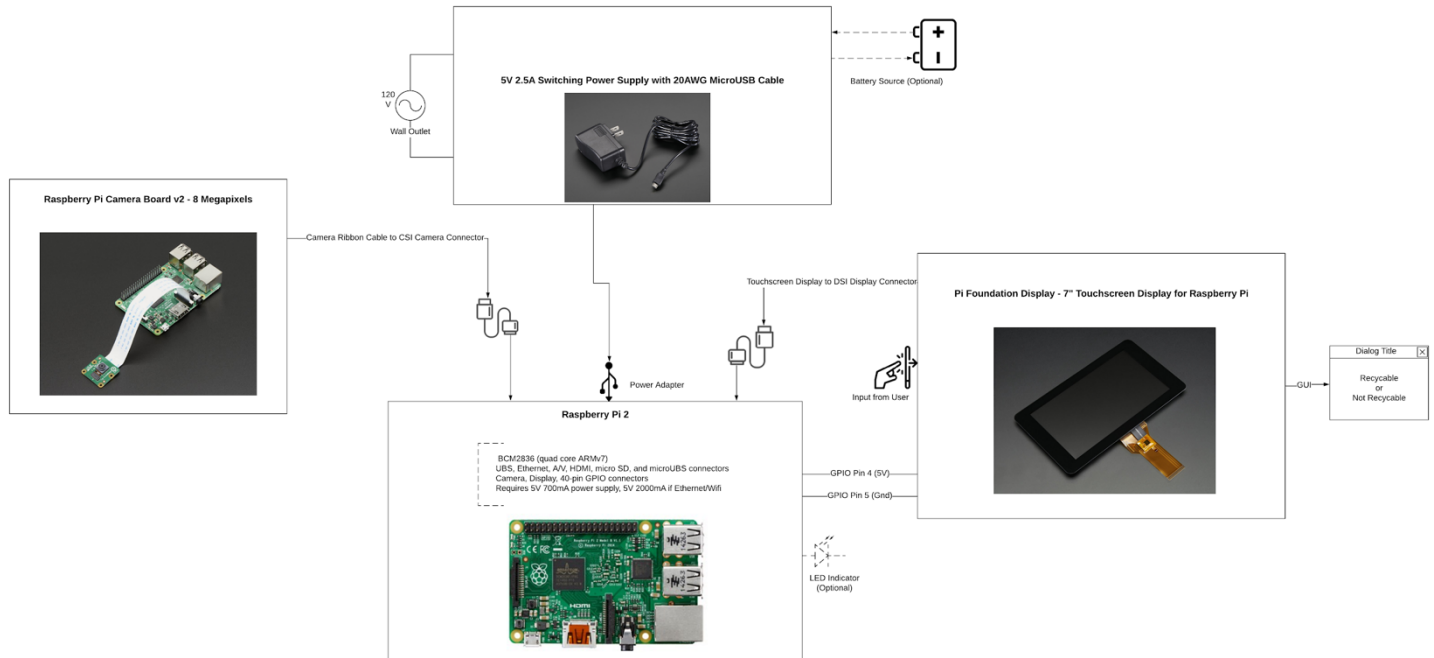 5V 2.5A Switching Power Supply with 20AWG MicroUSB Cable
Battery Source (Optional)
120
V
Wall Outlet
Raspberry Pi Camera Board v2 - 8 Megapixels
Camera Ribbon Cable to CSI Camera Connector
Touchscreen Display to DSI Display Connector
Pi Foundation Display - 7" Touchscreen Display for Raspberry Pi
Power Adapter
Input from User
GUI
Dialog Title
Recycable
or
Not Recycable
Raspberry Pi 2
BCM2836 (quad core ARMv7)
UBS, Ethernet, A/V, HDMI, micro SD, and microUBS connectors
Camera, Display, 40-pin GPIO connectors
Requires 5V 700mA power supply, 5V 2000mA if Ethernet/Wifi
GPIO Pin 4 (5V)
GPIO Pin 5 (Gnd)
LED Indicator
(Optional)
HDMI